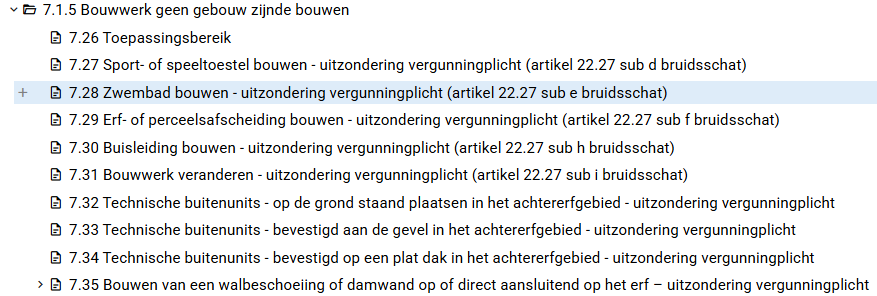 7.1.5 Bouwwerk geen gebouw zijnde bouwen
7.26 Toepassingsbereik
7.27 Sport- of speeltoestel bouwen - uitzondering vergunningplicht (artikel 22.27 sub d bruidsschat)
7.28 Zwembad bouwen - uitzondering vergunningplicht (artikel 22.27 sub e bruidsschat)
7.29 Erf- of perceelsafscheiding bouwen - uitzondering vergunningplicht (artikel 22.27 sub f bruidsschat)
7.30 Buisleiding bouwen - uitzondering vergunningplicht (artikel 22.27 sub h bruidsschat)
7.31 Bouwwerk veranderen - uitzondering vergunningplicht (artikel 22.27 sub i bruidsschat)
7.32 Technische buitenunits - op de grond staand plaatsen in het achtererfgebied - uitzondering vergunningplicht
7.33 Technische buitenunits - bevestigd aan de gevel in het achtererfgebied - uitzondering vergunningplicht
7.34 Technische buitenunits - bevestigd op een plat dak in het achtererfgebied - uitzondering vergunningplicht
7.35 Bouwen van een walbeschoeiing of damwand op of direct aansluitend op het erf – uitzondering vergunningplicht